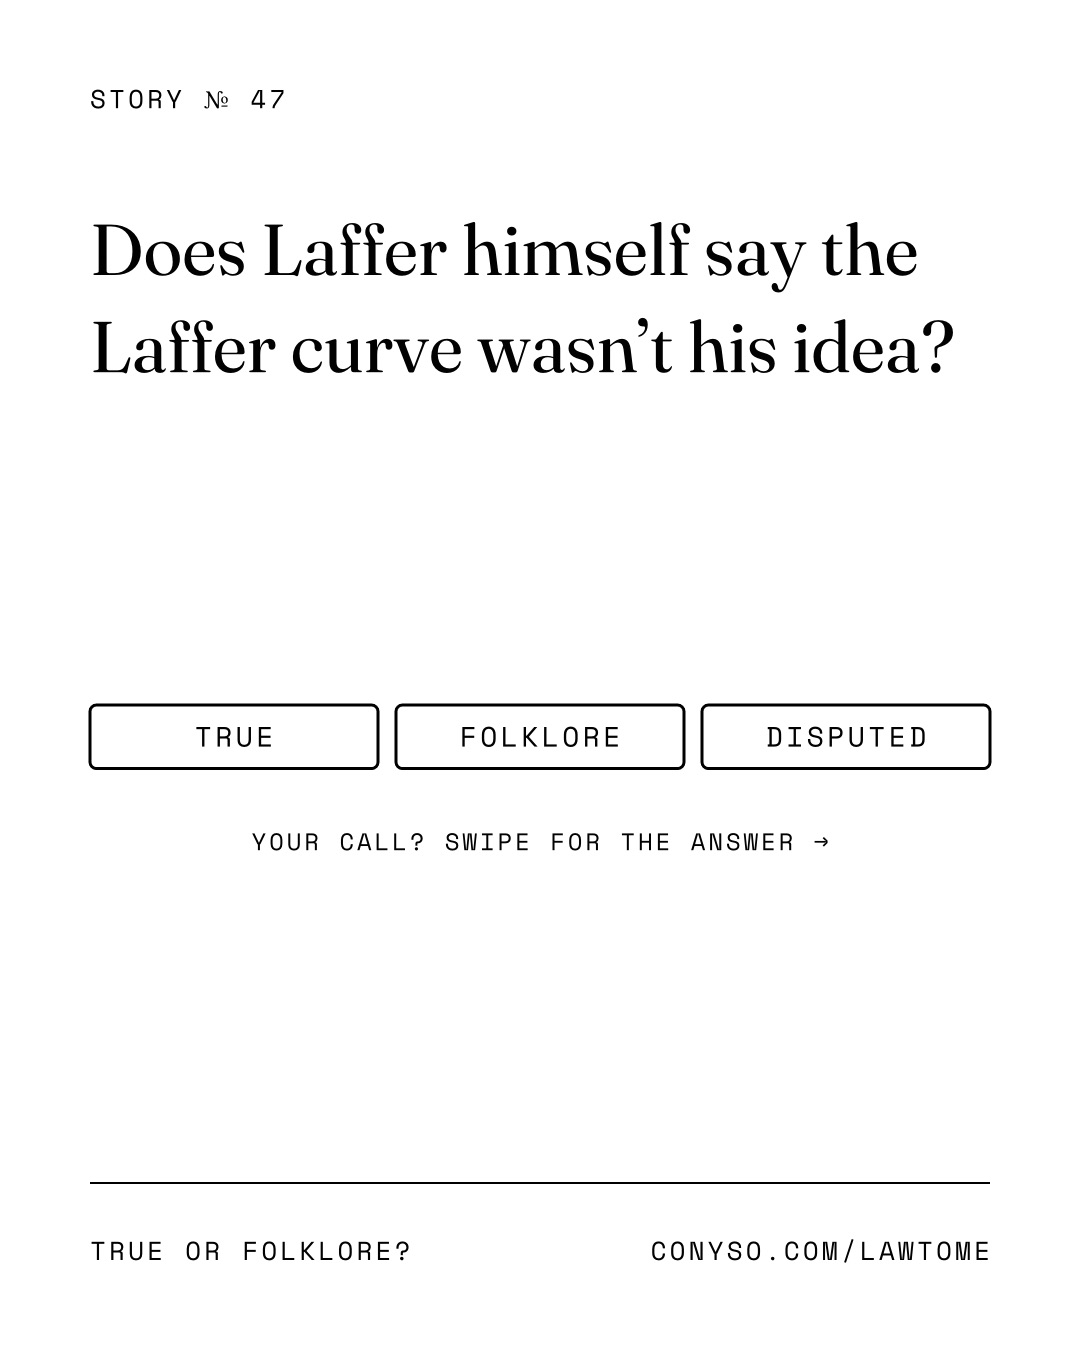 STORY № 47
Does Laffer himself say the
Laffer curve wasn’t his idea?
TRUE
FOLKLORE
DISPUTED
YOUR CALL? SWIPE FOR THE ANSWER →
TRUE OR FOLKLORE?
CONYSO.COM/LAWTOME